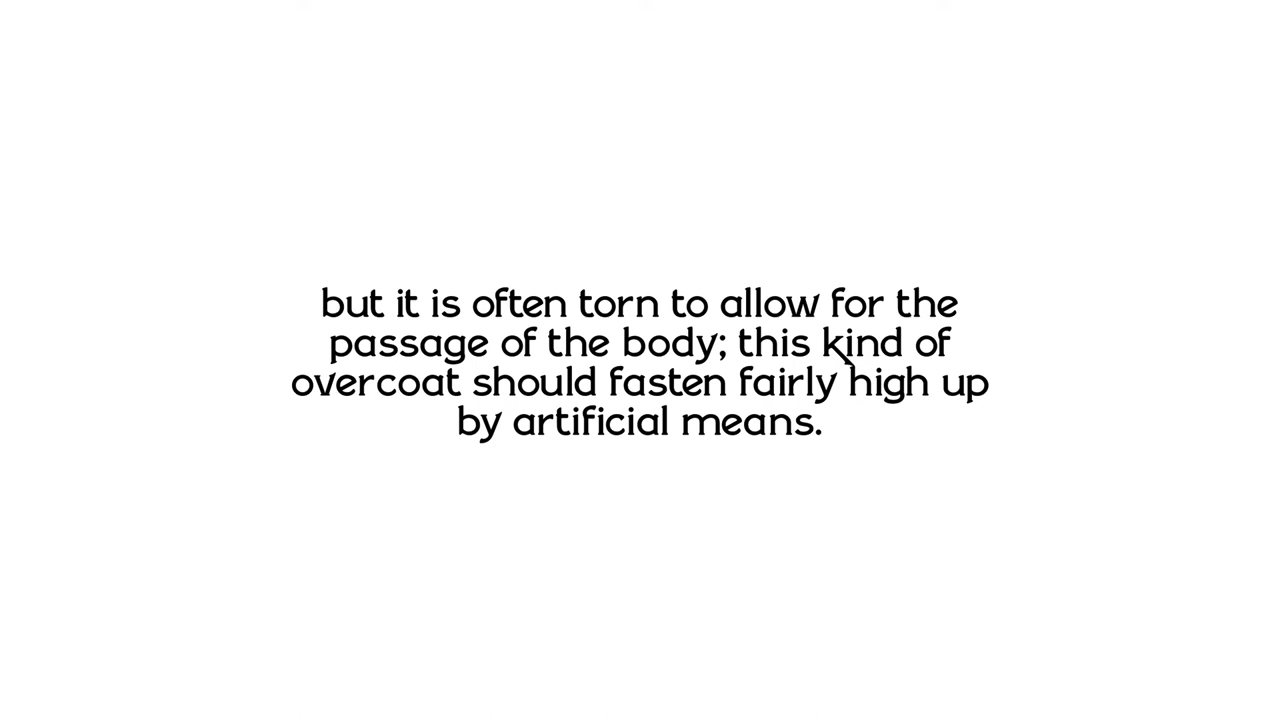 but it is often torn to allow for the
passage of the body; this kind of
overcoat should fasten fairly high up
by artificial means.